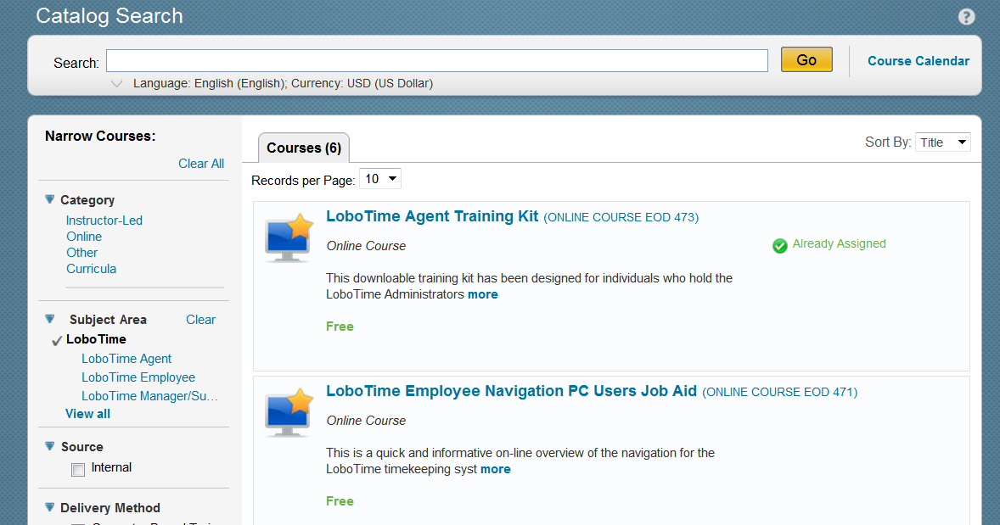 Catalog Search
?
Search:
Go
Course Calendar
Language: English (English); Currency: USD (US Dollar)
Narrow Courses:
Clear All
Category
Instructor-Led
Online
Other
Curricula
Subject Area Clear
LoboTime
LoboTime Agent
LoboTime Employee
LoboTime Manager/Su...
View all
Source
Internal
Delivery Method
Courses (6)
Sort By: Title
Records per Page: 10
LoboTime Agent Training Kit (ONLINE COURSE EOD 473)
Online Course
Already Assigned
This downloable training kit has been designed for individuals who hold the
LoboTime Administrators more
Free
LoboTime Employee Navigation PC Users Job Aid (ONLINE COURSE EOD 471)
Online Course
This is a quick and informative on-line overview of the navigation for the
LoboTime timekeeping syst more
Free